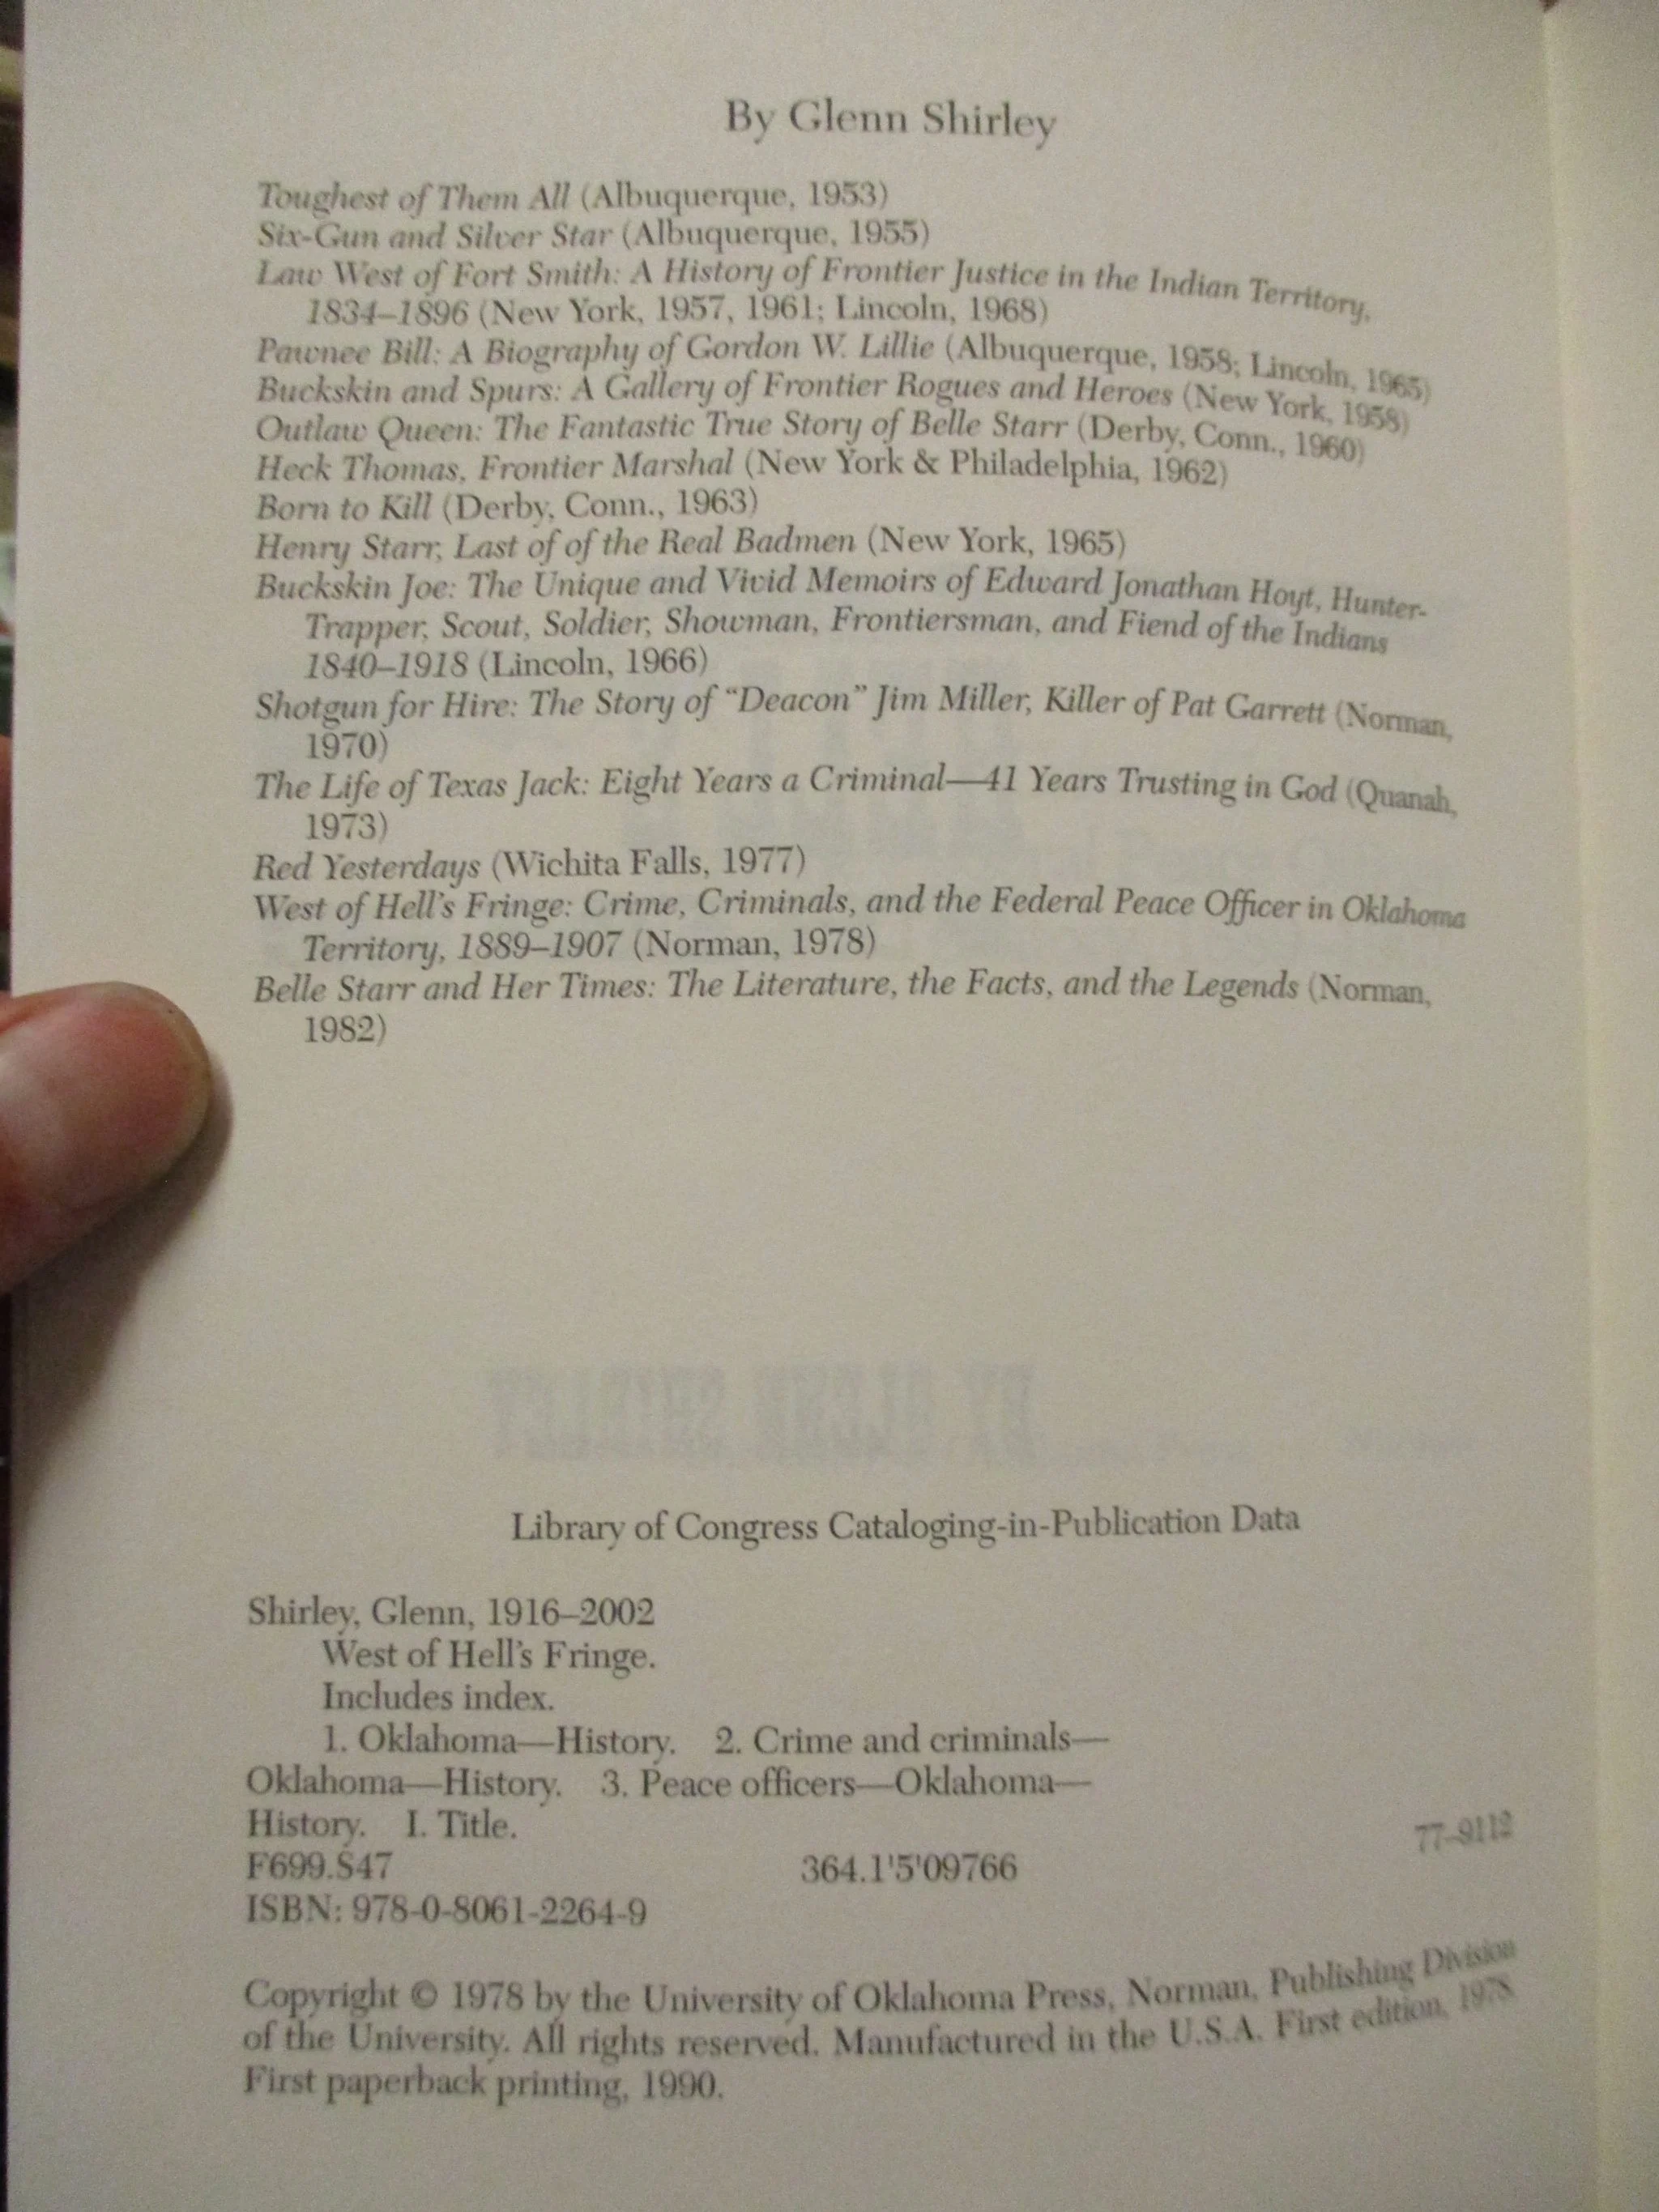 By Glenn Shirley
Toughest of Them All (Albuquerque, 1953)
Six-Gun and Silver Star (Albuquerque, 1955)
Law West of Fort Smith: A History of Frontier Justice in the Indian Territory,
1834–1896 (New York, 1957, 1961; Lincoln, 1968)
Pawnee Bill: A Biography of Gordon W. Lillie (Albuquerque, 1958; Lincoln, 1965)
Buckskin and Spurs: A Gallery of Frontier Rogues and Heroes (New York, 1958)
Outlaw Queen: The Fantastic True Story of Belle Starr (Derby, Conn., 1960)
Heck Thomas, Frontier Marshal (New York & Philadelphia, 1962)
Born to Kill (Derby, Conn., 1963)
Henry Starr, Last of of the Real Badmen (New York, 1965)
Buckskin Joe: The Unique and Vivid Memoirs of Edward Jonathan Hoyt, Hunter-
Trapper, Scout, Soldier, Showman, Frontiersman, and Fiend of the Indians
1840–1918 (Lincoln, 1966)
Shotgun for Hire: The Story of “Deacon” Jim Miller, Killer of Pat Garrett (Norman,
1970)
The Life of Texas Jack: Eight Years a Criminal—41 Years Trusting in God (Quanah,
1973)
Red Yesterdays (Wichita Falls, 1977)
West of Hell's Fringe: Crime, Criminals, and the Federal Peace Officer in Oklahoma
Territory, 1889–1907 (Norman, 1978)
Belle Starr and Her Times: The Literature, the Facts, and the Legends (Norman,
1982)
BY GLENN SHIRLEY
Library of Congress Cataloging-in-Publication Data
Shirley, Glenn, 1916–2002
West of Hell's Fringe.
Includes index.
1. Oklahoma—History. 2. Crime and criminals—
Oklahoma—History. 3. Peace officers—Oklahoma—
History. I. Title.
F699.S47 364.1'5'09766 77-9112
ISBN: 978-0-8061-2264-9
Copyright © 1978 by the University of Oklahoma Press, Norman, Publishing Division
of the University. All rights reserved. Manufactured in the U.S.A. First edition, 1978
First paperback printing, 1990.